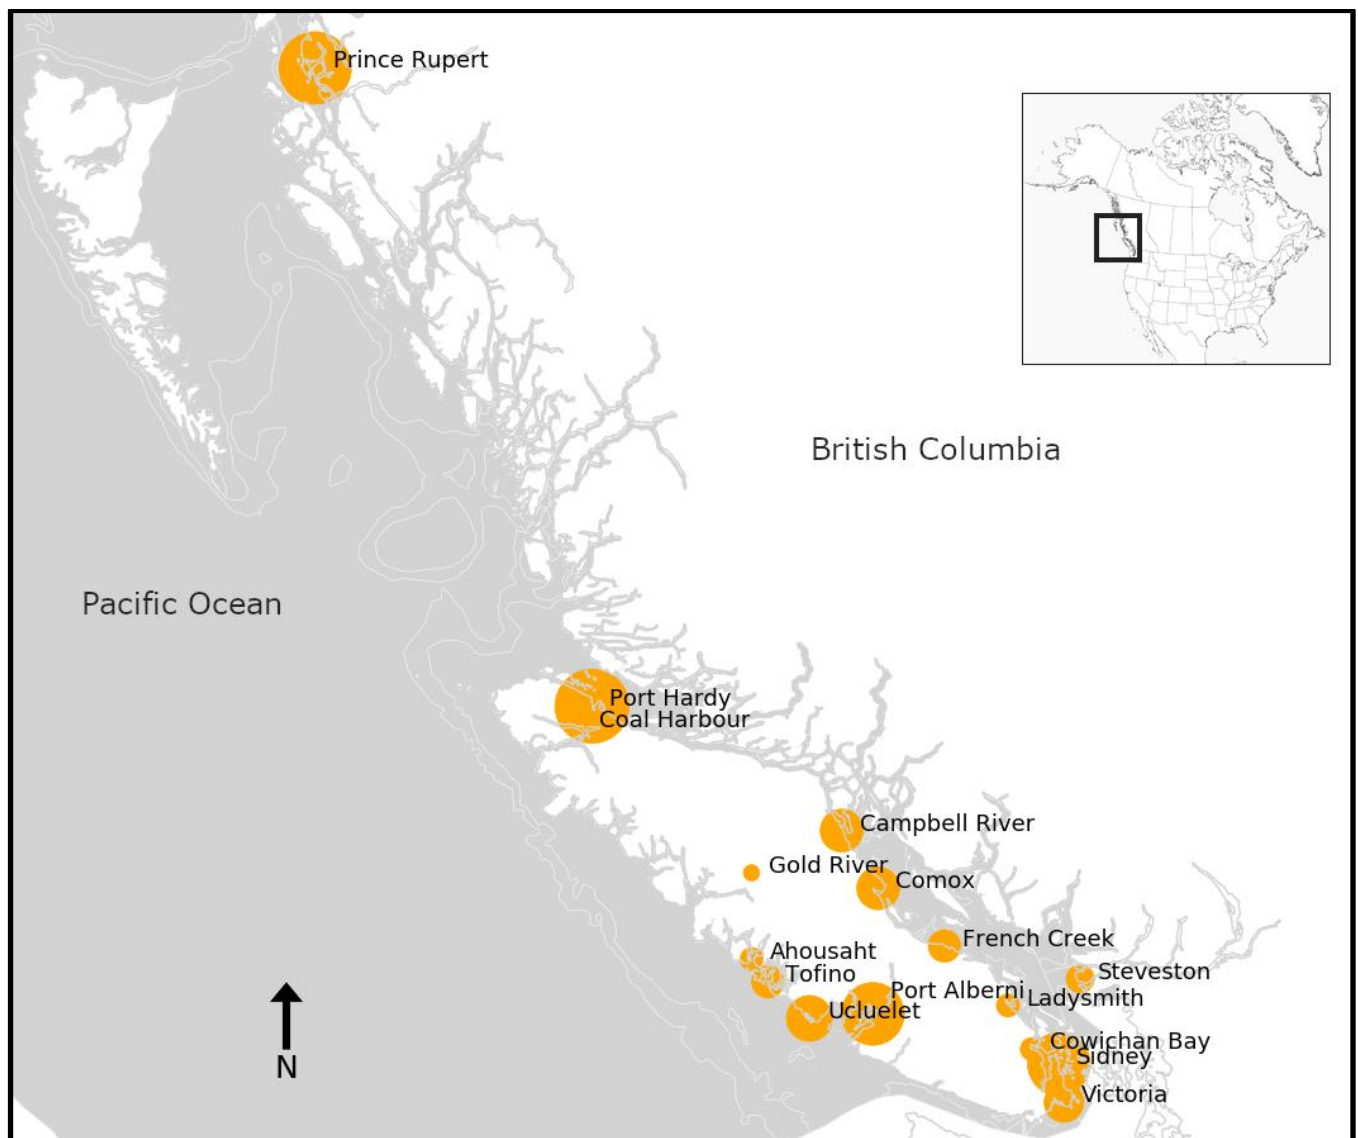 Prince Rupert
British Columbia
Pacific Ocean
Port Hardy
Coal Harbour
Campbell River
Gold River
Comox
French Creek
Ahousaht
Tofino
Steveston
Port Alberni
Ladysmith
Ucluelet
Cowichan Bay
Sidney
N
Victoria